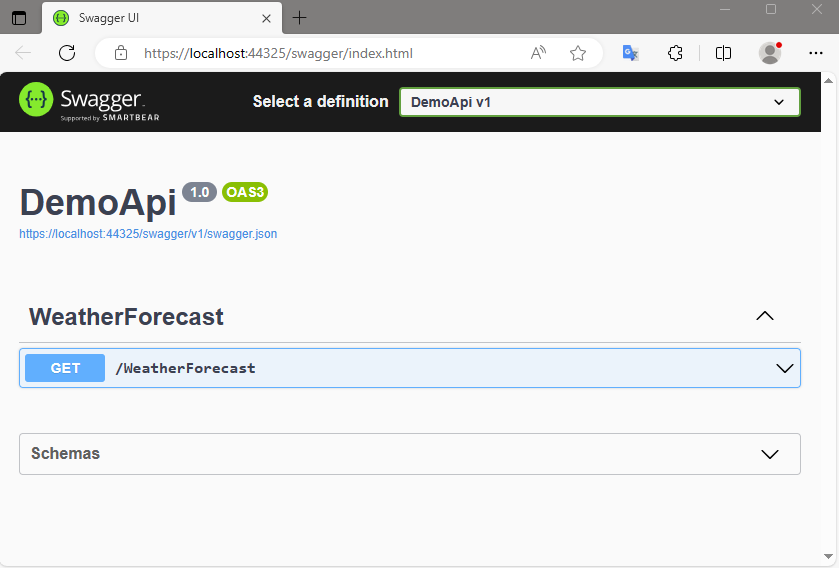 Swagger UI
https://localhost:44325/swagger/index.html
Swagger
Supported by SMARTBEAR
Select a definition
DemoApi v1
DemoApi 1.0 OAS3
https://localhost:44325/swagger/v1/swagger.json
WeatherForecast
GET /WeatherForecast
Schemas